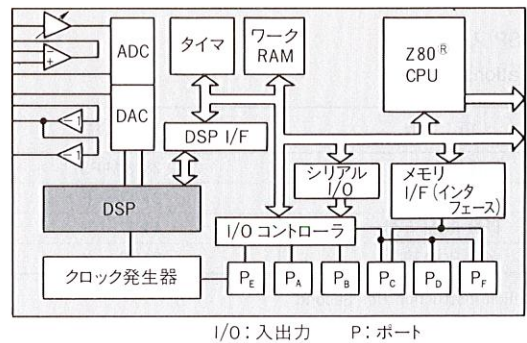 ADC
DAC
タイマ
ワーク
RAM
Z80®
CPU
DSP I/F
DSP
シリアル
I/O
メモリ
I/F(インタ
フェース)
I/O コントローラ
クロック発生器
PE
PA
PB
PC
PD
PF
-
+
-1
-1
I/O:入出力 P:ポート